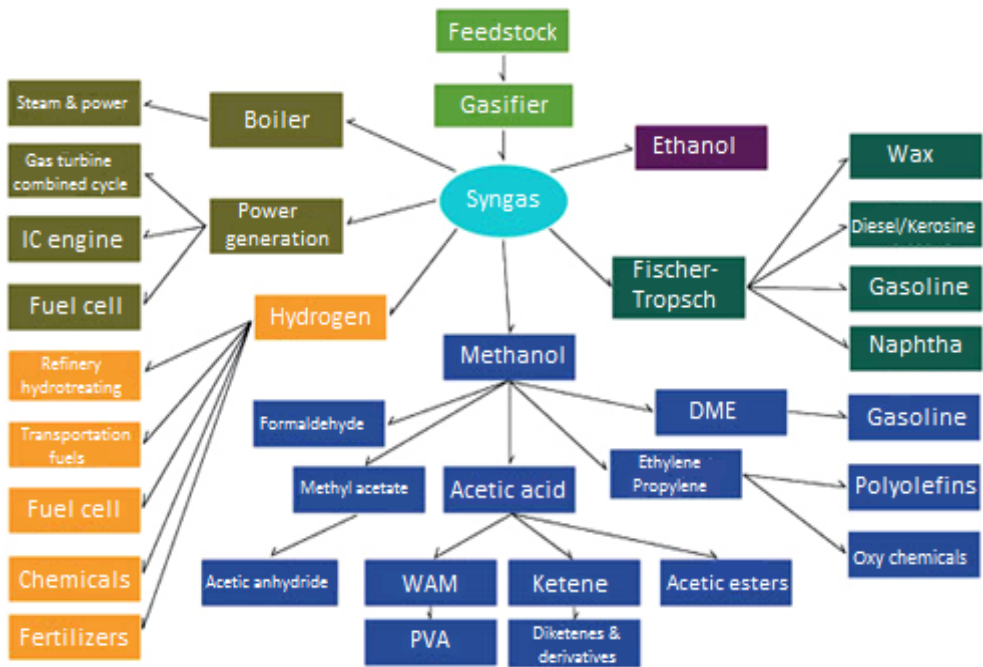 Feedstock
Gasifier
Syngas
Boiler
Steam & power
Power
generation
Gas turbine
combined cycle
IC engine
Fuel cell
Hydrogen
Refinery
hydrotreating
Transportation
fuels
Fuel cell
Chemicals
Fertilizers
Ethanol
Fischer-
Tropsch
Wax
Diesel/Kerosine
Gasoline
Naphtha
Methanol
Formaldehyde
Methyl acetate
Acetic anhydride
Acetic acid
WAM
PVA
Ketene
Diketenes &
derivatives
Acetic esters
Ethylene
Propylene
Polyolefins
Oxy chemicals
DME
Gasoline